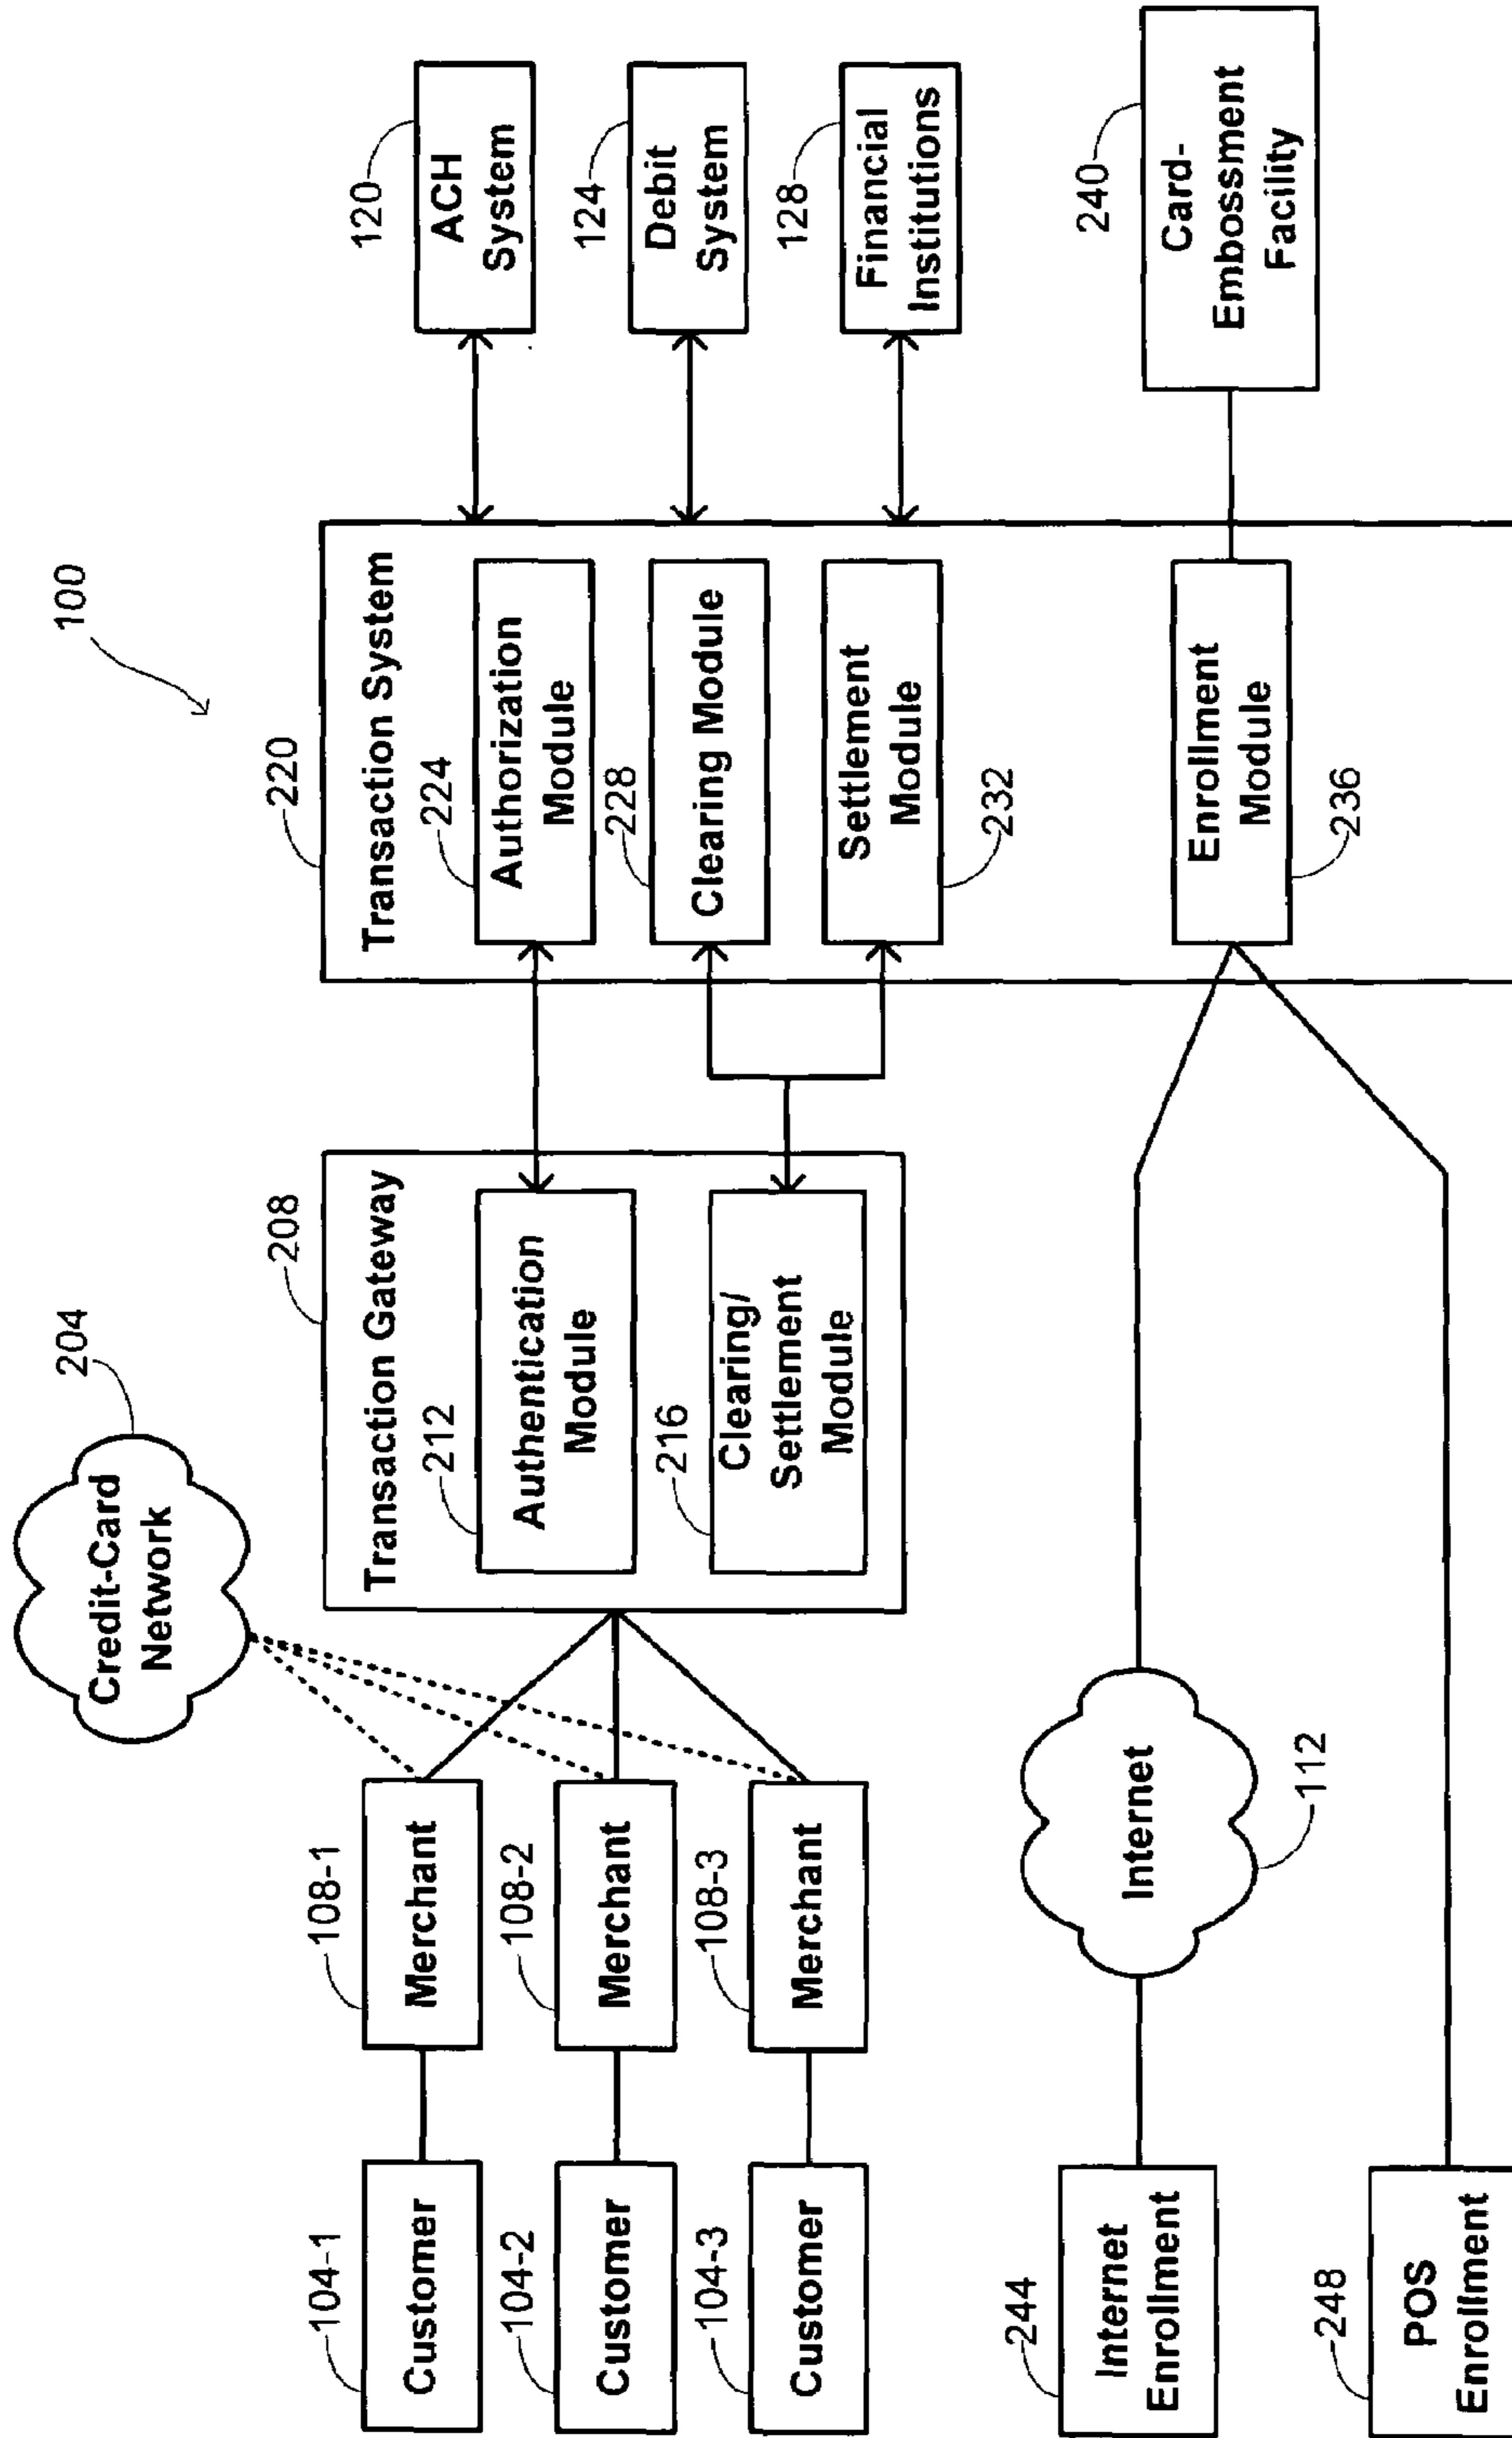 100
204
Credit-Card
Network
208
Transaction Gateway
212
Authentication
Module
216
Clearing/
Settlement
Module
220
Transaction System
224
Authorization
Module
228
Clearing Module
Settlement
Module
232
Enrollment
Module
236
120
ACH
System
124
Debit
System
128
Financial
Institutions
240
Card-
Embossment
Facility
104-1
Customer
108-1
Merchant
104-2
Customer
108-2
Merchant
104-3
Customer
108-3
Merchant
244
Internet
Enrollment
Internet
112
248
POS
Enrollment